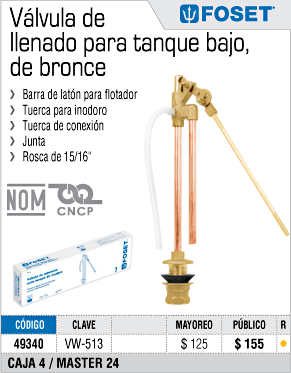 FOSET®
Válvula de
llenado para tanque bajo,
de bronce
Barra de latón para flotador
Tuerca para inodoro
Tuerca de conexión
Junta
Rosca de 15/16"
NOM
CNCP
FOSET
CÓDIGO CLAVE MAYOREO PÚBLICO R
49340 VW-513 $ 125 $ 155
CAJA 4 / MASTER 24